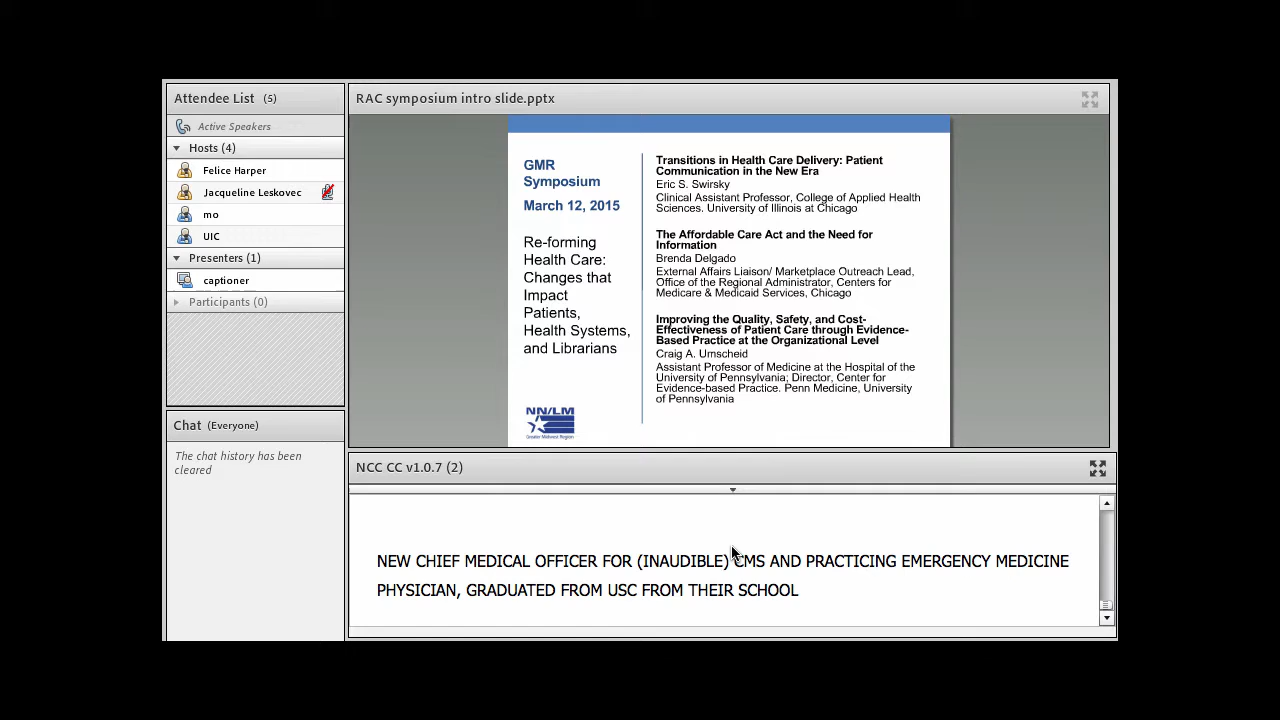 Attendee List (5)
Active Speakers
Hosts (4)
Felice Harper
Jacqueline Leskovec
mo
UIC
Presenters (1)
captioner
Participants (0)
Chat (Everyone)
The chat history has been
cleared
RAC symposium intro slide.pptx
GMR
Symposium
March 12, 2015
Re-forming
Health Care:
Changes that
Impact
Patients,
Health Systems,
and Librarians
NN/LM
Greater Midwest Region
Transitions in Health Care Delivery: Patient
Communication in the New Era
Eric S. Swirsky
Clinical Assistant Professor, College of Applied Health
Sciences. University of Illinois at Chicago
The Affordable Care Act and the Need for
Information
Brenda Delgado
External Affairs Liaison/ Marketplace Outreach Lead,
Office of the Regional Administrator, Centers for
Medicare & Medicaid Services, Chicago
Improving the Quality, Safety, and Cost-
Effectiveness of Patient Care through Evidence-
Based Practice at the Organizational Level
Craig A. Umscheid
Assistant Professor of Medicine at the Hospital of the
University of Pennsylvania; Director, Center for
Evidence-based Practice. Penn Medicine, University
of Pennsylvania
NCC CC v1.0.7 (2)
NEW CHIEF MEDICAL OFFICER FOR (INAUDIBLE) CMS AND PRACTICING EMERGENCY MEDICINE
PHYSICIAN, GRADUATED FROM USC FROM THEIR SCHOOL